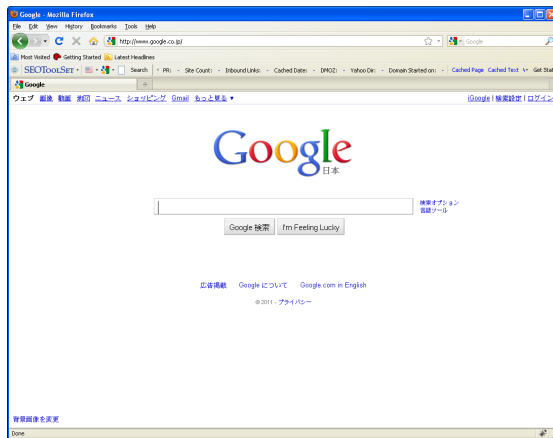 Google - Mozilla Firefox
File Edit View History Bookmarks Tools Help
http://www.google.co.jp/ Google
Most Visited Getting Started Latest Headlines
SEOToolSet Search PR: - Site Count: - Inbound Links: - Cached Date: - DMOZ: - Yahoo Dir: - Domain Started on: - Cached Page Cached Text
Google
ウェブ 画像 動画 地図 ニュース ショッピング Gmail もっと見る ▼ iGoogle | 検索設定 | ログイン
Google
日本
検索オプション
言語ツール
Google 検索 I'm Feeling Lucky
広告掲載 Google について Google.com in English
© 2011 - プライバシー
背景画像を変更
Done